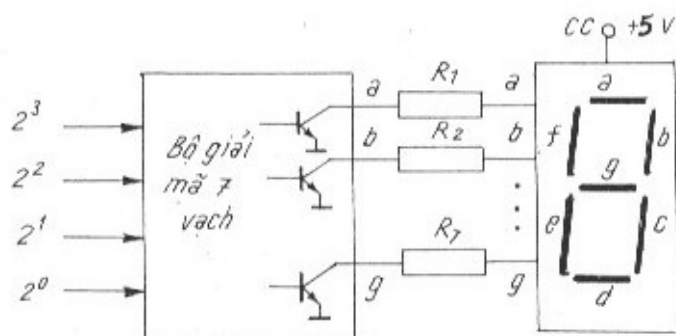 CC +5 V
a R1 a
a
2³
b R2 b
f b
Bộ giải
mã 7
vạch
g
2²
2¹
e c
R7
g g
d
2⁰